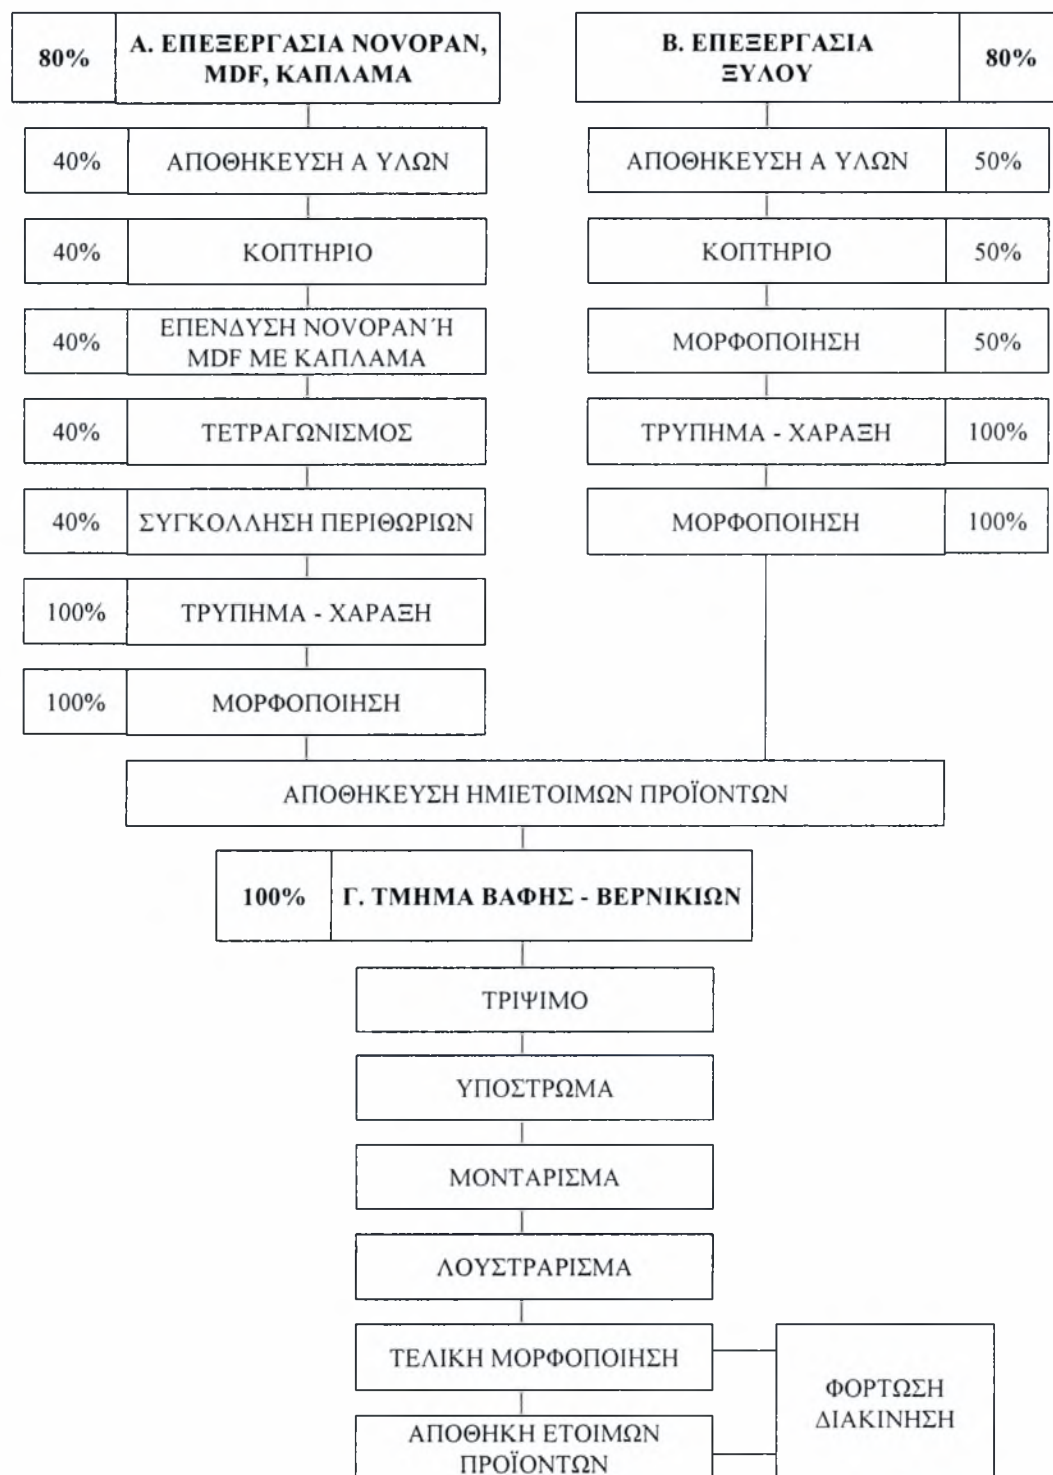 80%
Α. ΕΠΕΞΕΡΓΑΣΙΑ NOVOPAN,
MDF, ΚΑΠΛΑΜΑ
40%
ΑΠΟΘΗΚΕΥΣΗ Α ΥΛΩΝ
40%
ΚΟΠΤΗΡΙΟ
40%
ΕΠΕΝΔΥΣΗ NOVOPAN Ή
MDF ΜΕ ΚΑΠΛΑΜΑ
40%
ΤΕΤΡΑΓΩΝΙΣΜΟΣ
40%
ΣΥΓΚΟΛΛΗΣΗ ΠΕΡΙΘΩΡΙΩΝ
100%
ΤΡΥΠΗΜΑ - ΧΑΡΑΞΗ
100%
ΜΟΡΦΟΠΟΙΗΣΗ
Β. ΕΠΕΞΕΡΓΑΣΙΑ
ΞΥΛΟΥ
80%
ΑΠΟΘΗΚΕΥΣΗ Α ΥΛΩΝ
50%
ΚΟΠΤΗΡΙΟ
50%
ΜΟΡΦΟΠΟΙΗΣΗ
50%
ΤΡΥΠΗΜΑ - ΧΑΡΑΞΗ
100%
ΜΟΡΦΟΠΟΙΗΣΗ
100%
ΑΠΟΘΗΚΕΥΣΗ ΗΜΙΕΤΟΙΜΩΝ ΠΡΟΪΟΝΤΩΝ
100%
Γ. ΤΜΗΜΑ ΒΑΦΗΣ - ΒΕΡΝΙΚΙΩΝ
ΤΡΙΨΙΜΟ
ΥΠΟΣΤΡΩΜΑ
ΜΟΝΤΑΡΙΣΜΑ
ΛΟΥΣΤΡΑΡΙΣΜΑ
ΤΕΛΙΚΗ ΜΟΡΦΟΠΟΙΗΣΗ
ΑΠΟΘΗΚΗ ΕΤΟΙΜΩΝ
ΠΡΟΪΟΝΤΩΝ
ΦΟΡΤΩΣΗ
ΔΙΑΚΙΝΗΣΗ